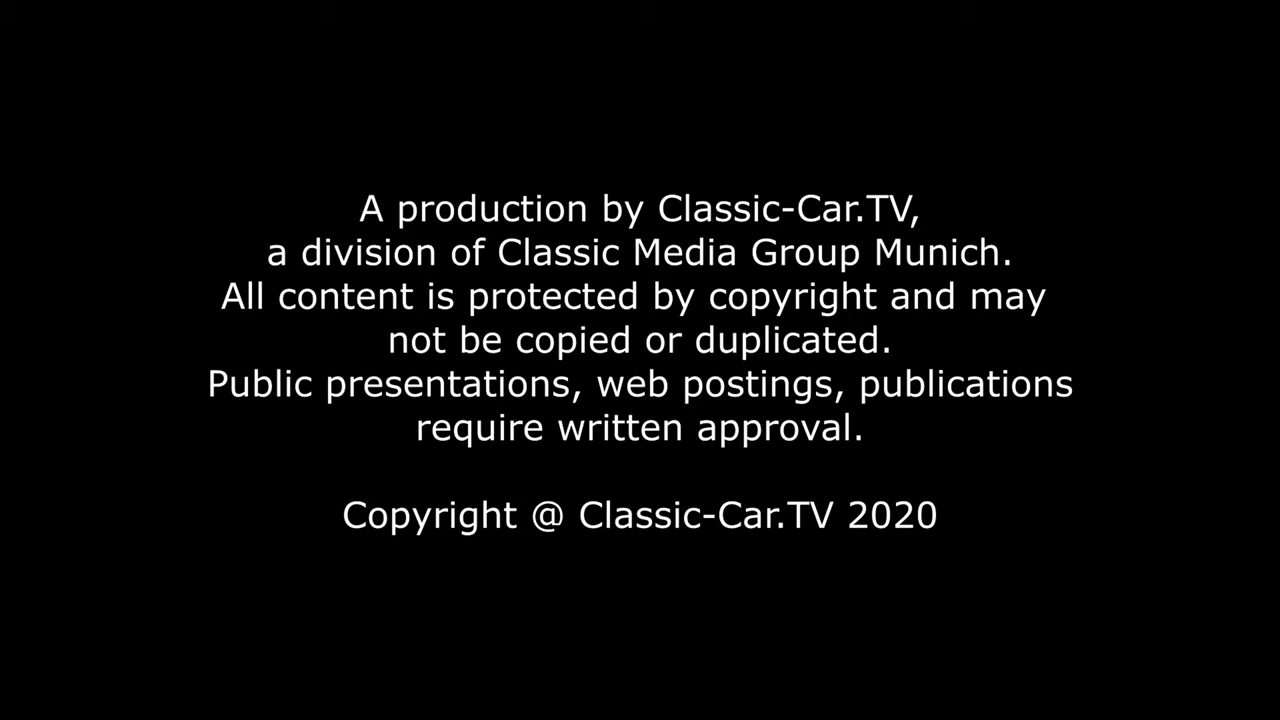 A production by Classic-Car.TV,
a division of Classic Media Group Munich.
All content is protected by copyright and may
not be copied or duplicated.
Public presentations, web postings, publications
require written approval.
Copyright @ Classic-Car.TV 2020